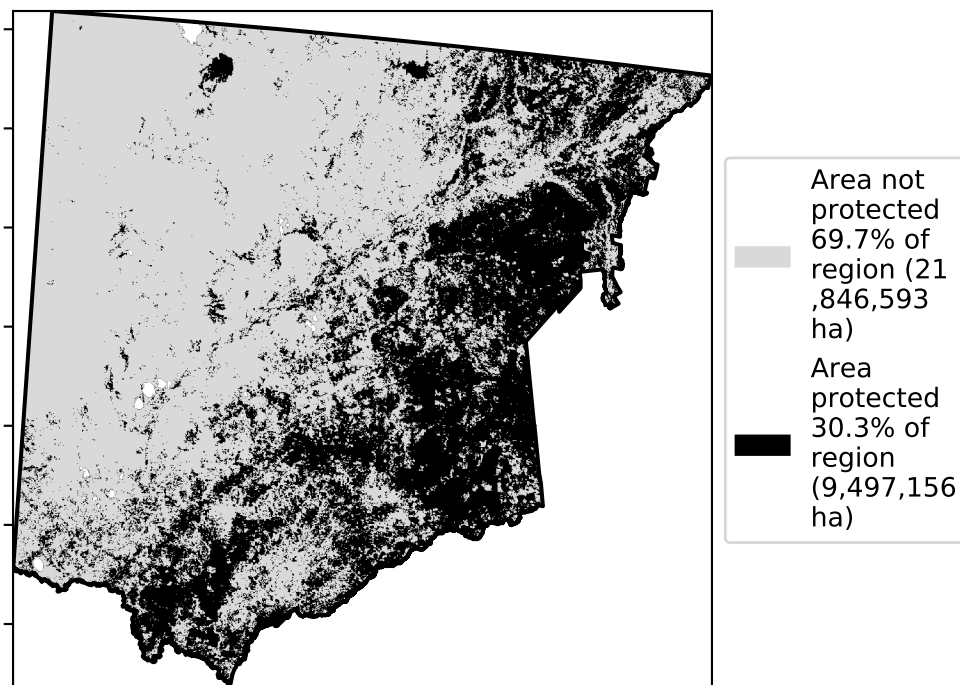 Area not
protected
69.7% of
region (21
,846,593
ha)
Area
protected
30.3% of
region
(9,497,156
ha)